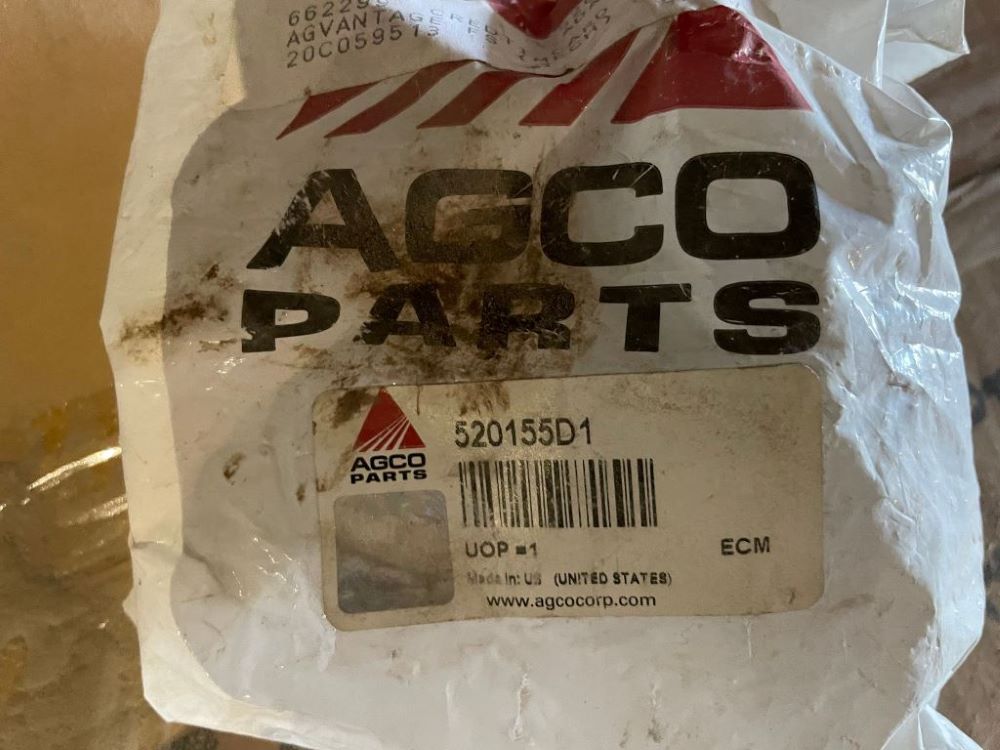 AGCO
PARTS
AGCO
PARTS
520155D1
UOP =1
ECM
Made In: US (UNITED STATES)
www.agcocorp.com